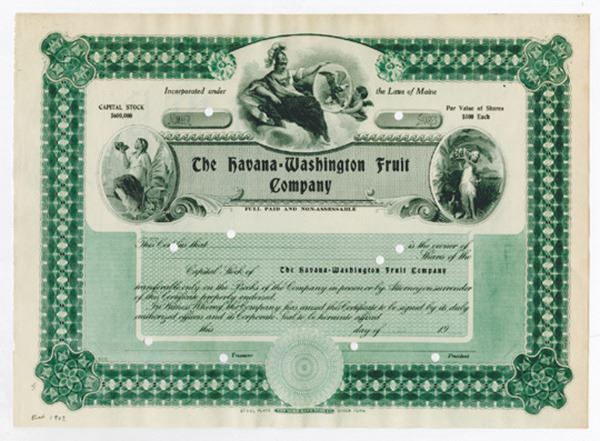 Incorporated under the Laws of Maine
CAPITAL STOCK
$600,000
Par Value of Shares
$100 Each
NUMBER
SHARES
The Havana-Washington Fruit
Company
FULL PAID AND NON-ASSESSABLE
This Certifies that is the owner of
Shares of the
Capital Stock of The Havana-Washington Fruit Company
transferable only on the Books of the Company in person or by Attorney on surrender
of this Certificate properly endorsed.
In Witness Whereof, the Company has caused this Certificate to be signed by its duly
authorized officers and its Corporate Seal to be hereunto affixed
this day of 19
Treasurer
President
STEEL PLATE